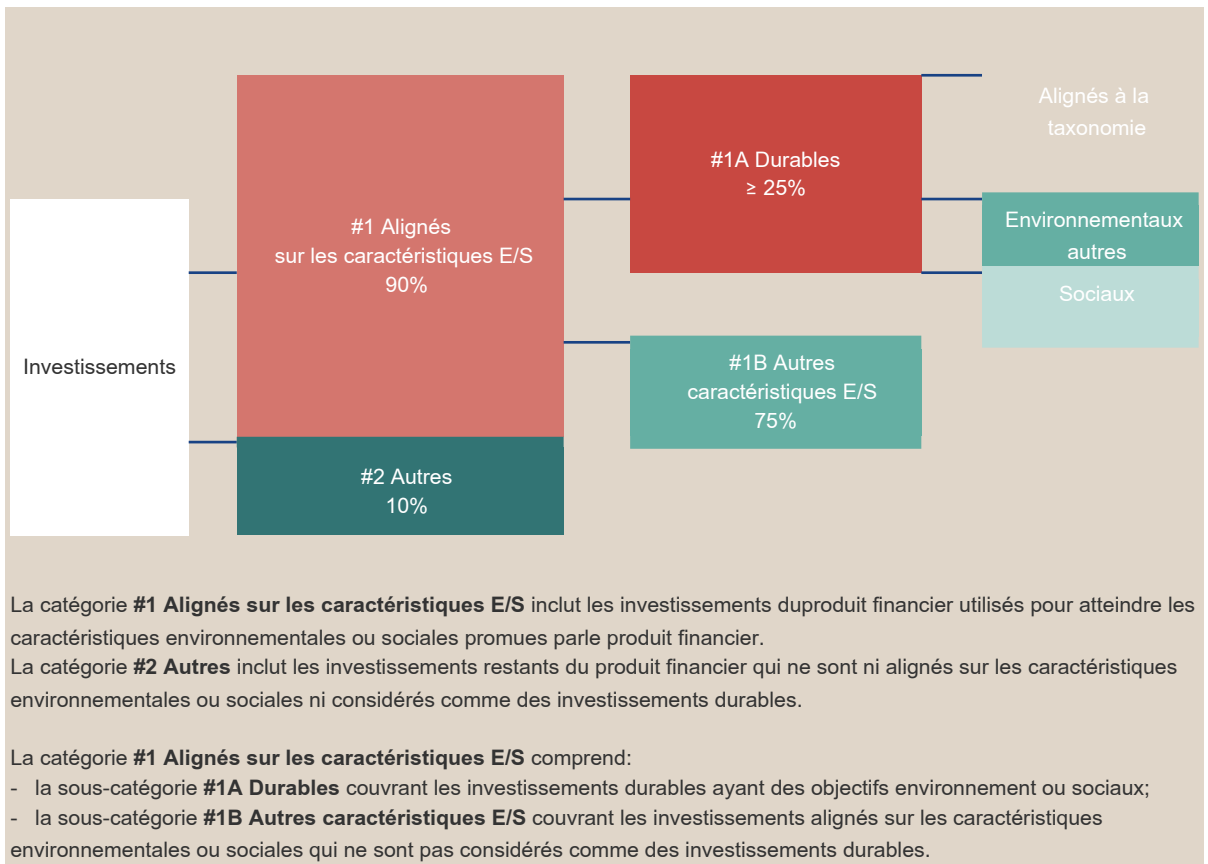 Investissements
#1 Alignés
sur les caractéristiques E/S
90%
#2 Autres
10%
#1A Durables
≥ 25%
#1B Autres
caractéristiques E/S
75%
Alignés à la
taxonomie
Environnementaux
autres
Sociaux
La catégorie #1 Alignés sur les caractéristiques E/S inclut les investissements duproduit financier utilisés pour atteindre les
caractéristiques environnementales ou sociales promues parle produit financier.
La catégorie #2 Autres inclut les investissements restants du produit financier qui ne sont ni alignés sur les caractéristiques
environnementales ou sociales ni considérés comme des investissements durables.
La catégorie #1 Alignés sur les caractéristiques E/S comprend:
- la sous-catégorie #1A Durables couvrant les investissements durables ayant des objectifs environnement ou sociaux;
- la sous-catégorie #1B Autres caractéristiques E/S couvrant les investissements alignés sur les caractéristiques
environnementales ou sociales qui ne sont pas considérés comme des investissements durables.